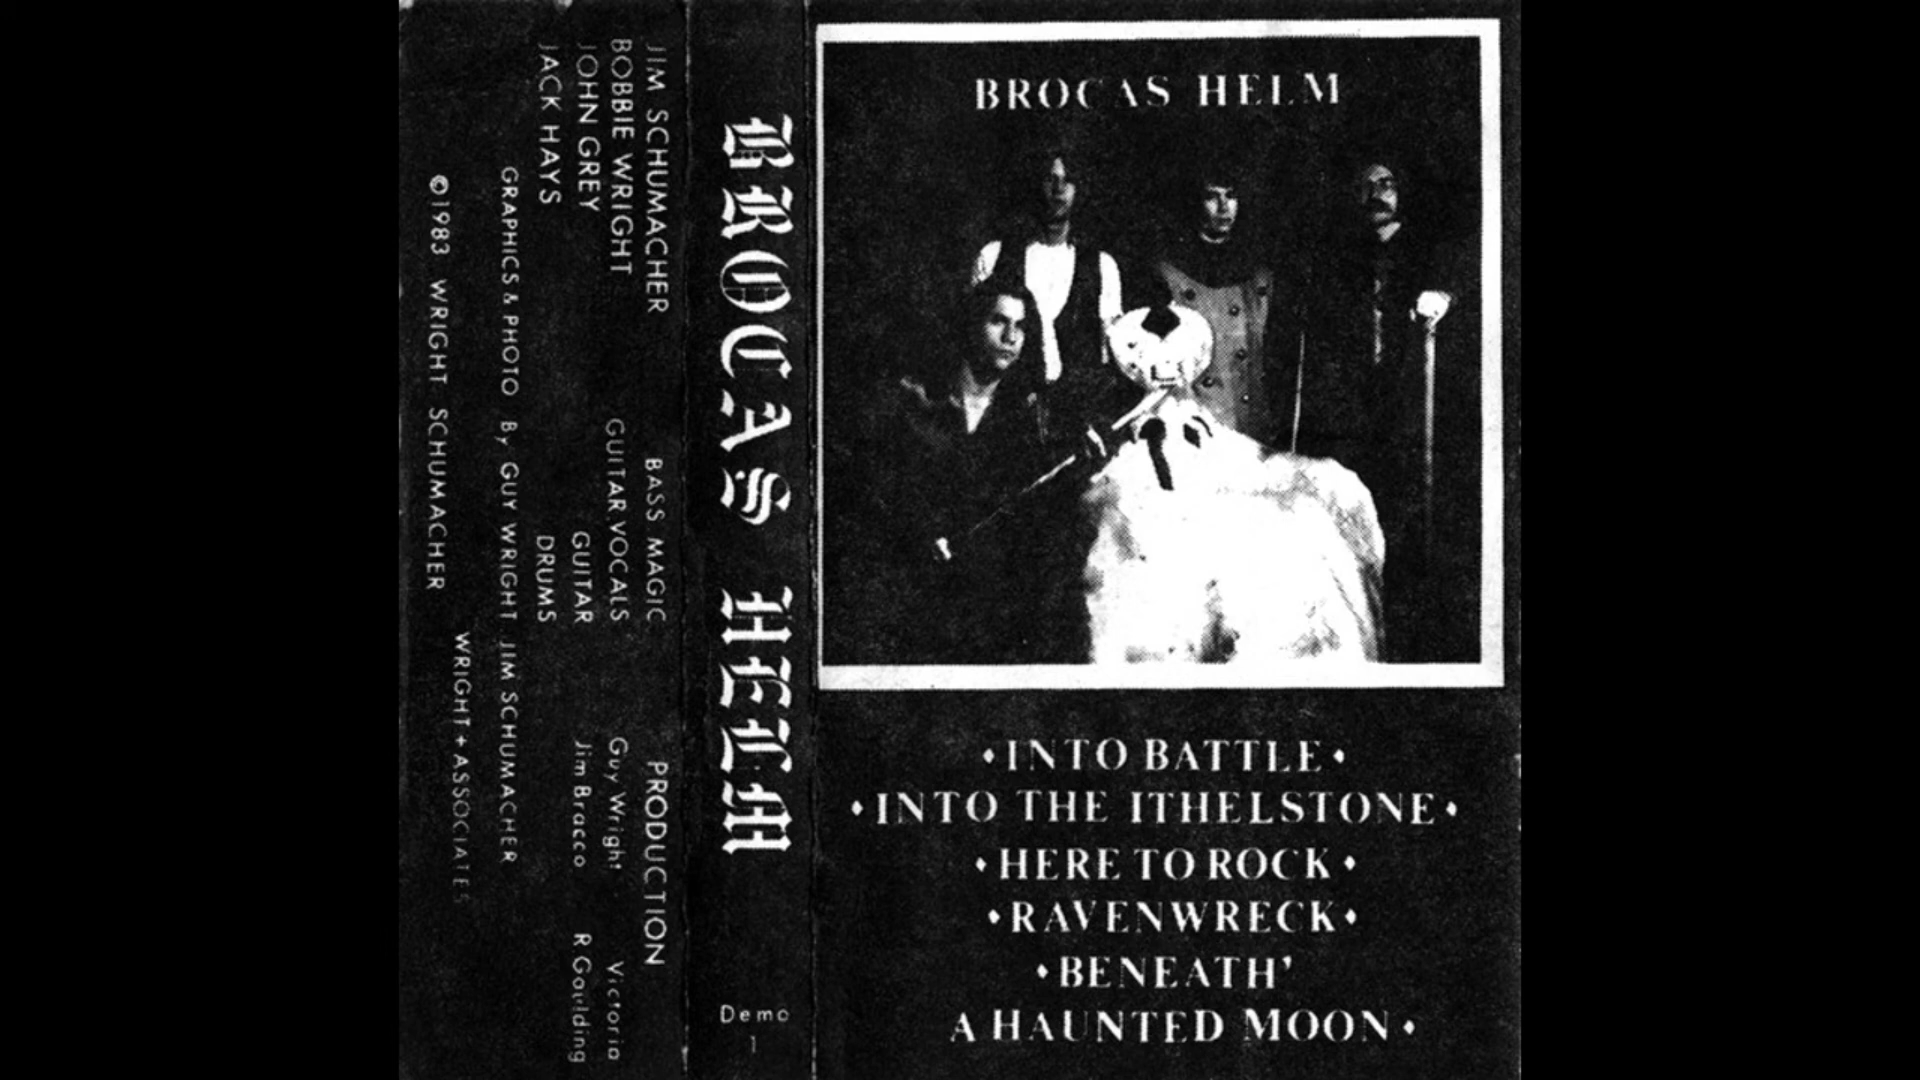 JIM SCHUMACHER BASS MAGIC
BOBBIE WRIGHT GUITAR, VOCALS
JOHN GREY GUITAR
JACK HAYS DRUMS
PRODUCTION
Guy Wright Victoria
Jim Bracco R Goulding
GRAPHICS & PHOTO By GUY WRIGHT JIM SCHUMACHER
WRIGHT + ASSOCIATES
©1983 WRIGHT SCHUMACHER
BROCAS HELM
Demo
1
BROCAS HELM
•INTO BATTLE•
•INTO THE ITHELSTONE•
•HERE TO ROCK•
•RAVENWRECK•
•BENEATH'
A HAUNTED MOON•